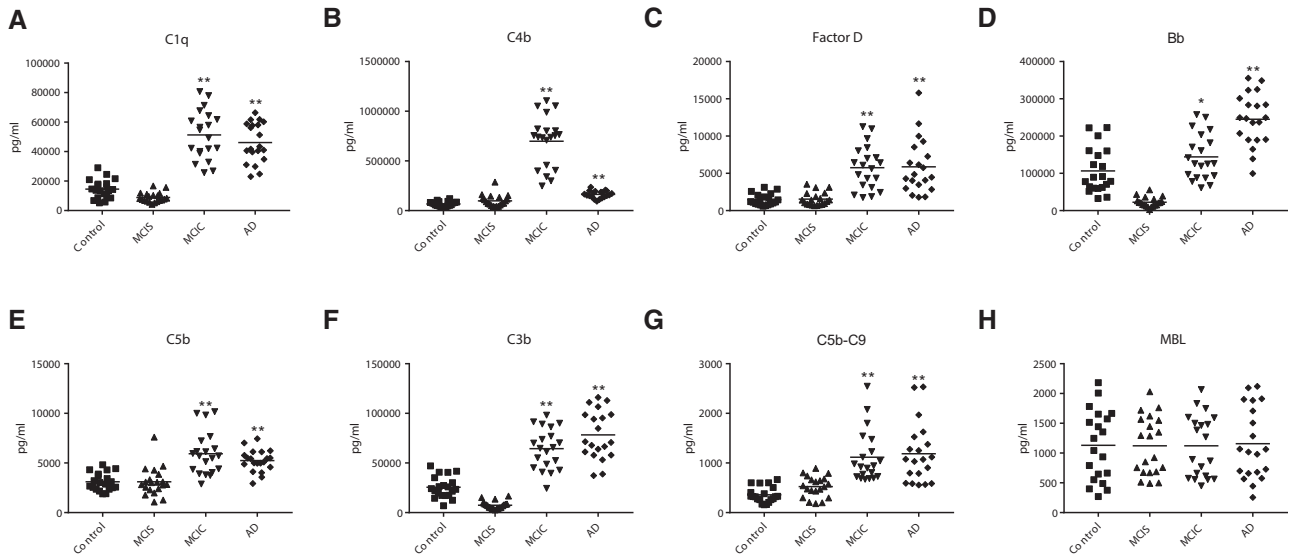 A
C1q
100000
80000
60000
40000
20000
0
pg/ml
** **
Control MCIS MCIC AD
B
C4b
1500000
1000000
500000
0
pg/ml
** **
Control MCIS MCIC AD
C
Factor D
20000
15000
10000
5000
0
pg/ml
** **
Control MCIS MCIC AD
D
Bb
400000
300000
200000
100000
0
pg/ml
* **
Control MCIS MCIC AD
E
C5b
15000
10000
5000
0
pg/ml
** **
Control MCIS MCIC AD
F
C3b
150000
100000
50000
0
pg/ml
** **
Control MCIS MCIC AD
G
C5b-C9
3000
2000
1000
0
pg/ml
** **
Control MCIS MCIC AD
H
MBL
2500
2000
1500
1000
500
0
pg/ml
Control MCIS MCIC AD